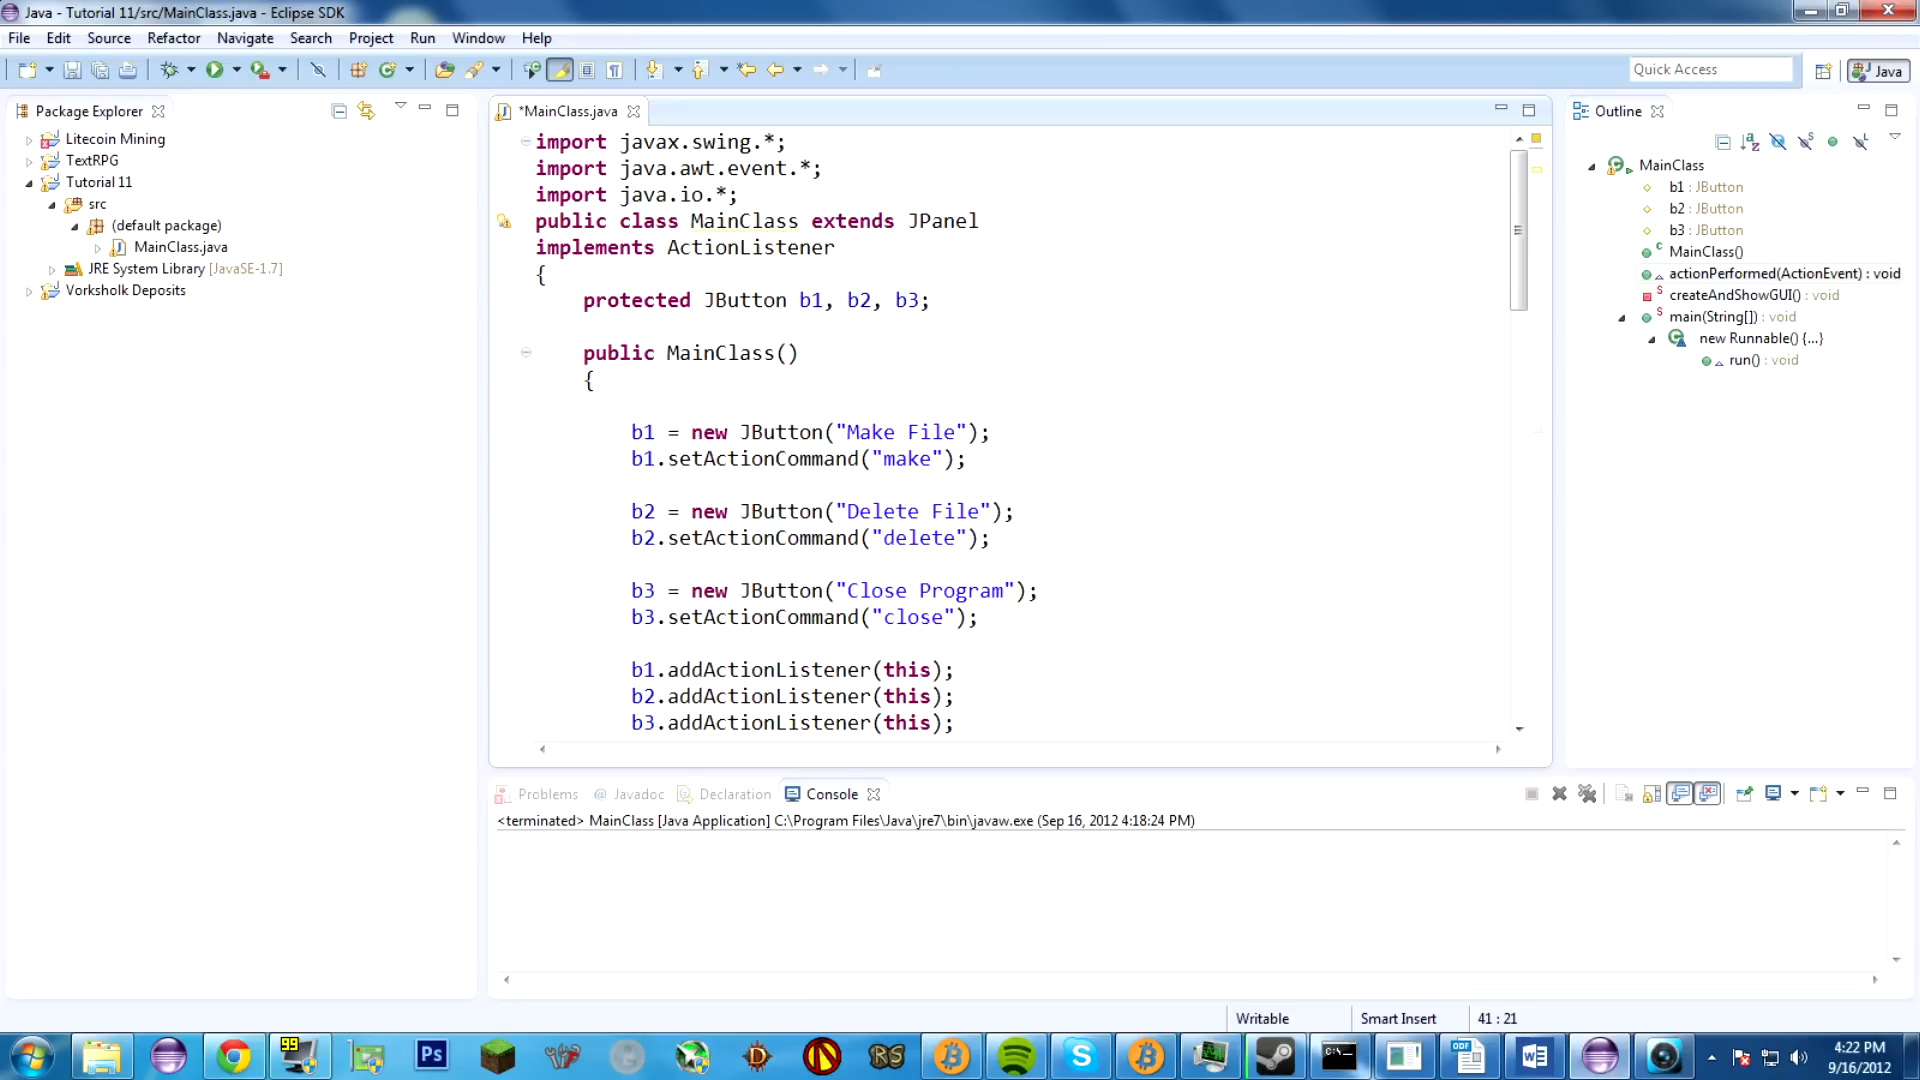 Java - Tutorial 11/src/MainClass.java - Eclipse SDK
File Edit Source Refactor Navigate Search Project Run Window Help
Quick Access
Java
Package Explorer
Litecoin Mining
TextRPG
Tutorial 11
src
(default package)
MainClass.java
JRE System Library [JavaSE-1.7]
Vorksholk Deposits
*MainClass.java
import javax.swing.*;
import java.awt.event.*;
import java.io.*;
public class MainClass extends JPanel
implements ActionListener
{
protected JButton b1, b2, b3;
public MainClass()
{
b1 = new JButton("Make File");
b1.setActionCommand("make");
b2 = new JButton("Delete File");
b2.setActionCommand("delete");
b3 = new JButton("Close Program");
b3.setActionCommand("close");
b1.addActionListener(this);
b2.addActionListener(this);
b3.addActionListener(this);
Outline
MainClass
b1 : JButton
b2 : JButton
b3 : JButton
MainClass()
actionPerformed(ActionEvent) : void
createAndShowGUI() : void
main(String[]) : void
new Runnable() {...}
run() : void
Problems @ Javadoc Declaration Console
<terminated> MainClass [Java Application] C:\Program Files\Java\jre7\bin\javaw.exe (Sep 16, 2012 4:18:24 PM)
Writable Smart Insert 41 : 21
99
Ps
RS
C:\
ODF
4:22 PM
9/16/2012